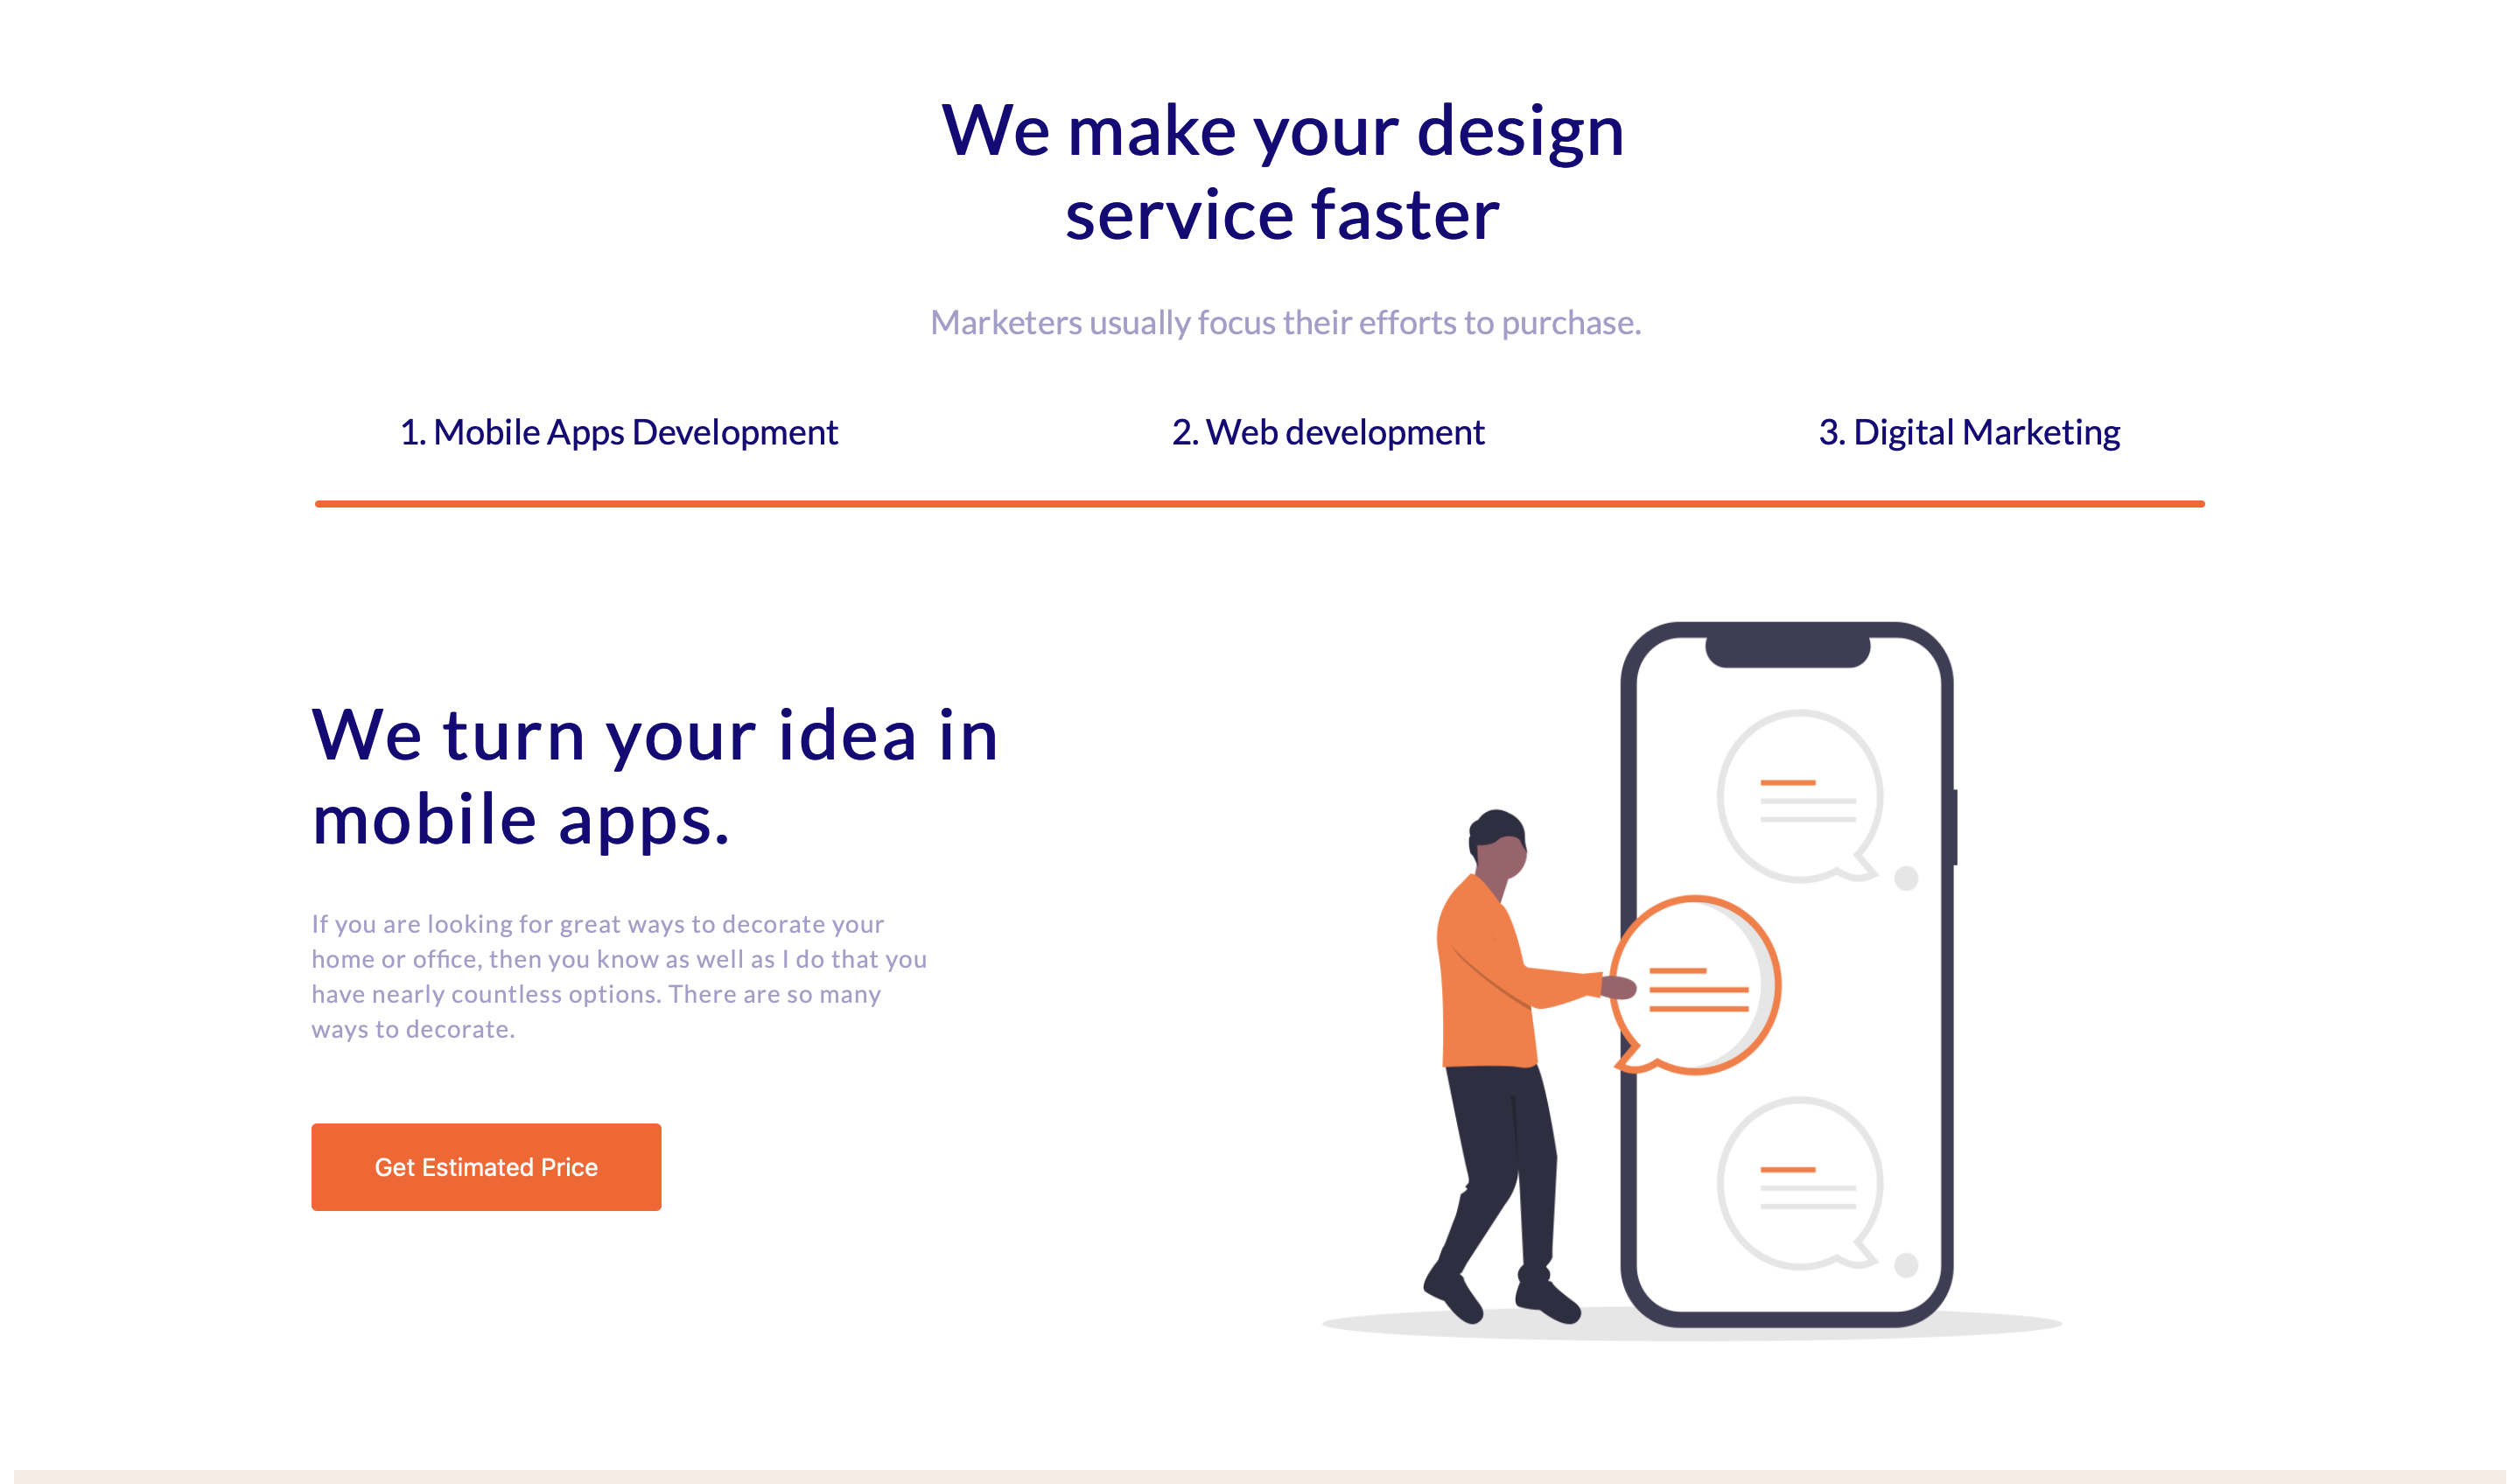 We make your design
service faster
Marketers usually focus their efforts to purchase.
1. Mobile Apps Development
2. Web development
3. Digital Marketing
We turn your idea in
mobile apps.
If you are looking for great ways to decorate your
home or office, then you know as well as I do that you
have nearly countless options. There are so many
ways to decorate.
Get Estimated Price